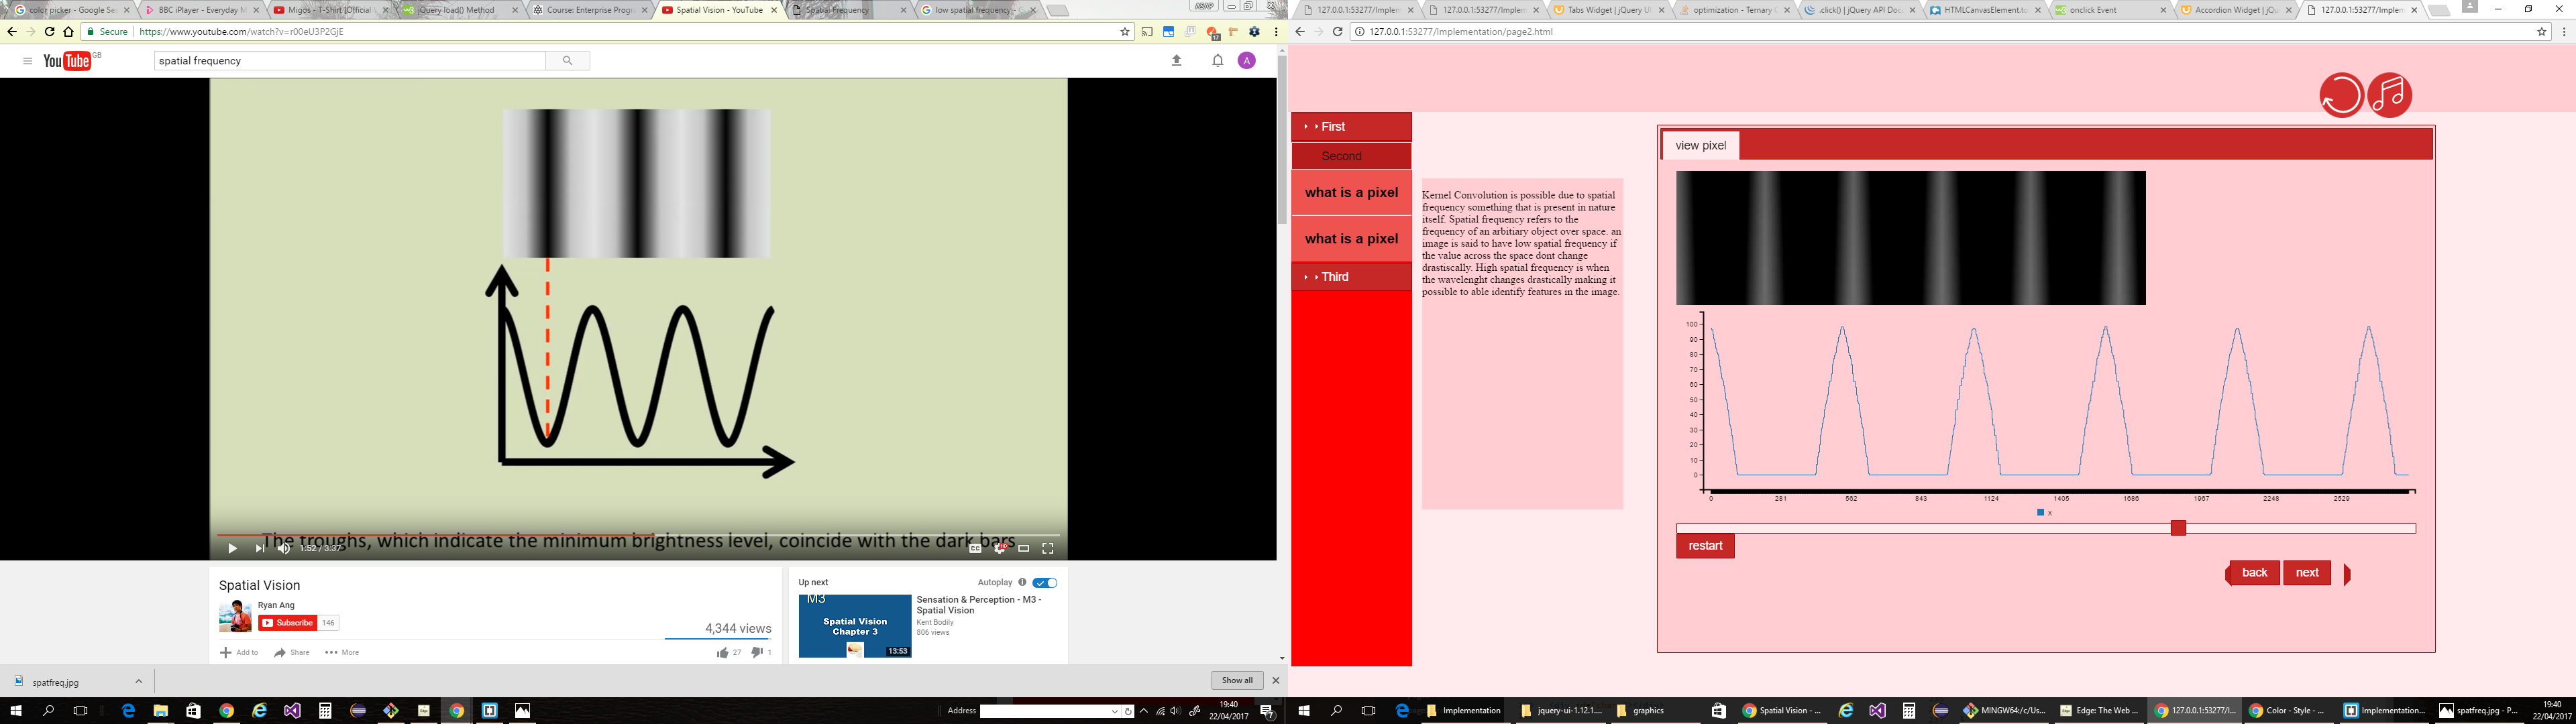 color picker - Google Se
BBC iPlayer - Everyday M
Migos - T-Shirt [Official
jQuery load() Method
Course: Enterprise Progr
Spatial Vision - YouTube
Spatial Frequency
low spatial frequency - G
ASAP
Secure
https://www.youtube.com/watch?v=r00eU3P2GjE
YouTube GB
spatial frequency
A
The troughs, which indicate the minimum brightness level, coincide with the dark bars
1:52 / 3:37
Spatial Vision
Ryan Ang
Subscribe 146
4,344 views
Add to
Share
More
27
1
Up next
Autoplay
M3
Spatial Vision
Chapter 3
13:53
Sensation & Perception - M3 -
Spatial Vision
Kent Bodily
806 views
spatfreq.jpg
Show all
Address
19:40
22/04/2017
127.0.0.1:53277/Implem
127.0.0.1:53277/Implem
Tabs Widget | jQuery UI
optimization - Ternary O
.click() | jQuery API Doc
HTMLCanvasElement.to
onclick Event
Accordion Widget | jQu
127.0.0.1:53277/Implem
127.0.0.1:53277/Implementation/page2.html
First
Second
what is a pixel
what is a pixel
Third
Kernel Convolution is possible due to spatial
frequency something that is present in nature
itself. Spatial frequency refers to the
frequency of an arbitiary object over space. an
image is said to have low spatial frequency if
the value across the space dont change
drastiscally. High spatial frequency is when
the wavelenght changes drastically making it
possible to able identify features in the image.
view pixel
100
90
80
70
60
50
40
30
20
10
0
0 281 562 843 1124 1405 1686 1967 2248 2529
x
restart
back
next
Implementation
jquery-ui-1.12.1....
graphics
Spatial Vision - ...
MINGW64:/c/Us...
Edge: The Web ...
127.0.0.1:53277/I...
Color - Style - ...
Implementation...
spatfreq.jpg - P...
19:40
22/04/2017